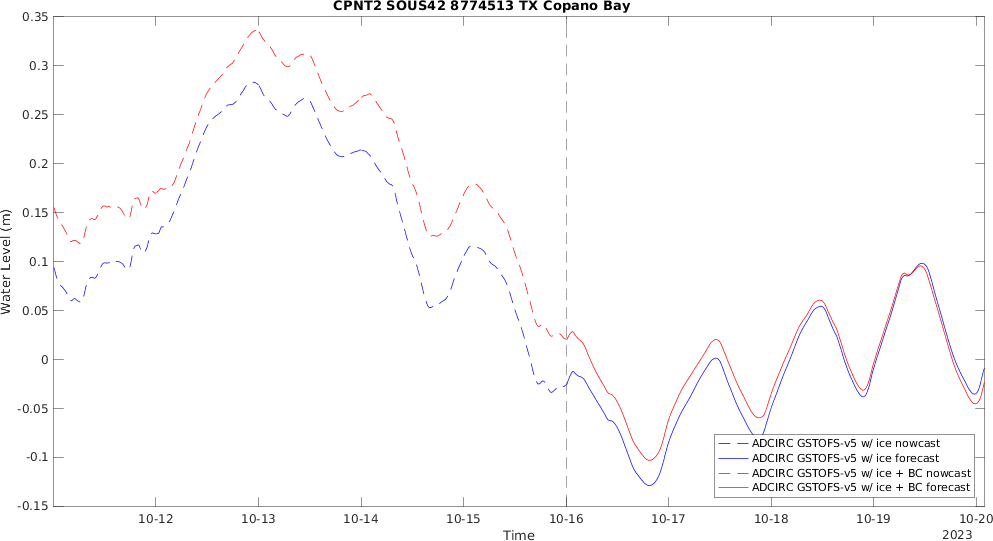 CPNT2 SOUS42 8774513 TX Copano Bay
0.35
0.3
0.25
0.2
0.15
0.1
0.05
0
-0.05
-0.1
-0.15
Water Level (m)
ADCIRC GSTOFS-v5 w/ ice nowcast
ADCIRC GSTOFS-v5 w/ ice forecast
ADCIRC GSTOFS-v5 w/ ice + BC nowcast
ADCIRC GSTOFS-v5 w/ ice + BC forecast
10-12 10-13 10-14 10-15 10-16 10-17 10-18 10-19 10-20
Time
2023